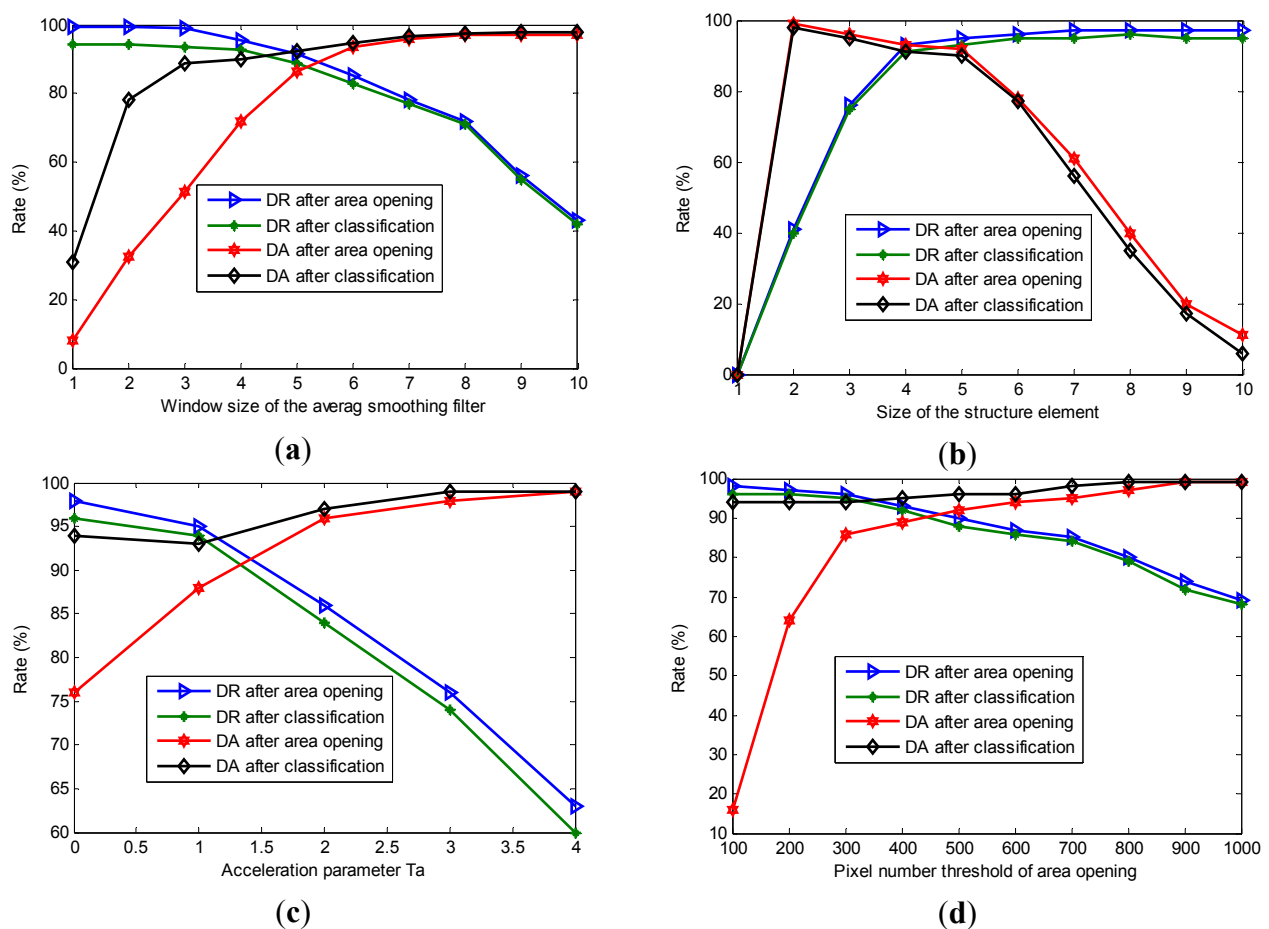 100
80
60
40
20
0
Rate (%)
DR after area opening
DR after classification
DA after area opening
DA after classification
1 2 3 4 5 6 7 8 9 10
Window size of the averag smoothing filter
(a)
100
80
60
40
20
0
Rate (%)
DR after area opening
DR after classification
DA after area opening
DA after classification
1 2 3 4 5 6 7 8 9 10
Size of the structure element
(b)
100
95
90
85
80
75
70
65
60
Rate (%)
DR after area opening
DR after classification
DA after area opening
DA after classification
0 0.5 1 1.5 2 2.5 3 3.5 4
Acceleration parameter Ta
(c)
100
90
80
70
60
50
40
30
20
10
Rate (%)
DR after area opening
DR after classification
DA after area opening
DA after classification
100 200 300 400 500 600 700 800 900 1000
Pixel number threshold of area opening
(d)